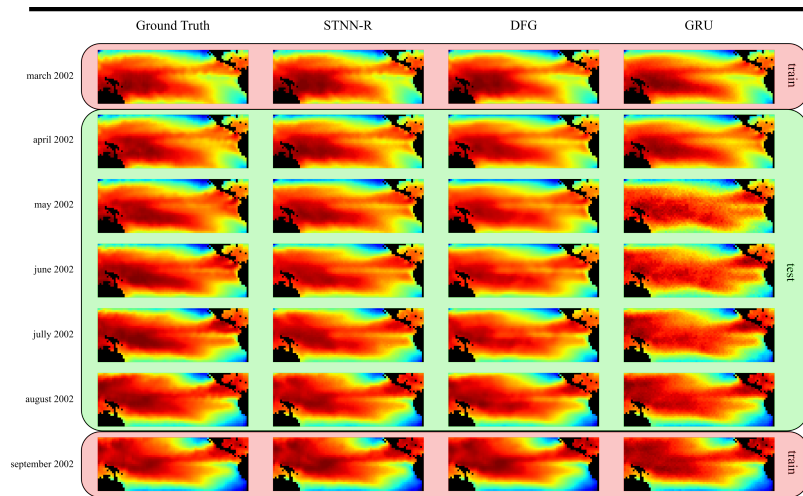 Ground Truth STNN-R DFG GRU
march 2002 train
april 2002
may 2002
june 2002 test
jully 2002
august 2002
september 2002 train